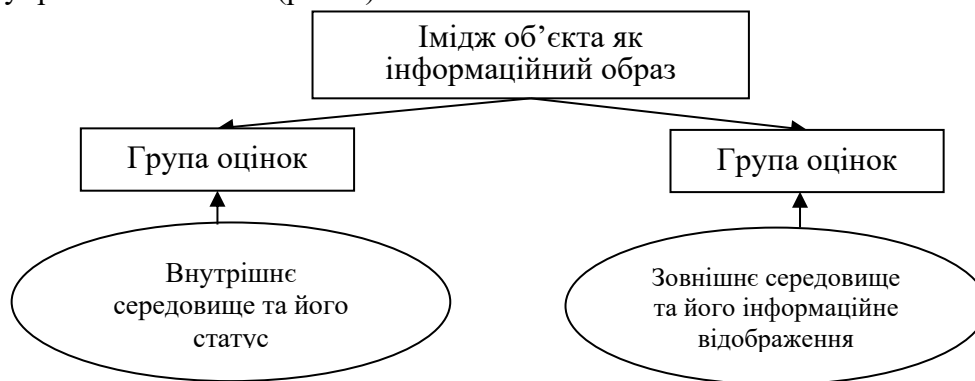 Імідж об’єкта як
інформаційний образ
Група оцінок
Група оцінок
Внутрішнє
середовище та його
статус
Зовнішнє середовище
та його інформаційне
відображення